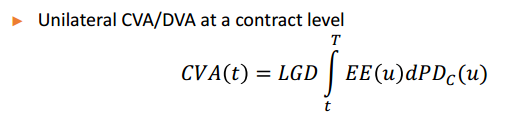 ► Unilateral CVA/DVA at a contract level
T
CVA(t) = LGD ∫ EE(u)dPD_C(u)
t